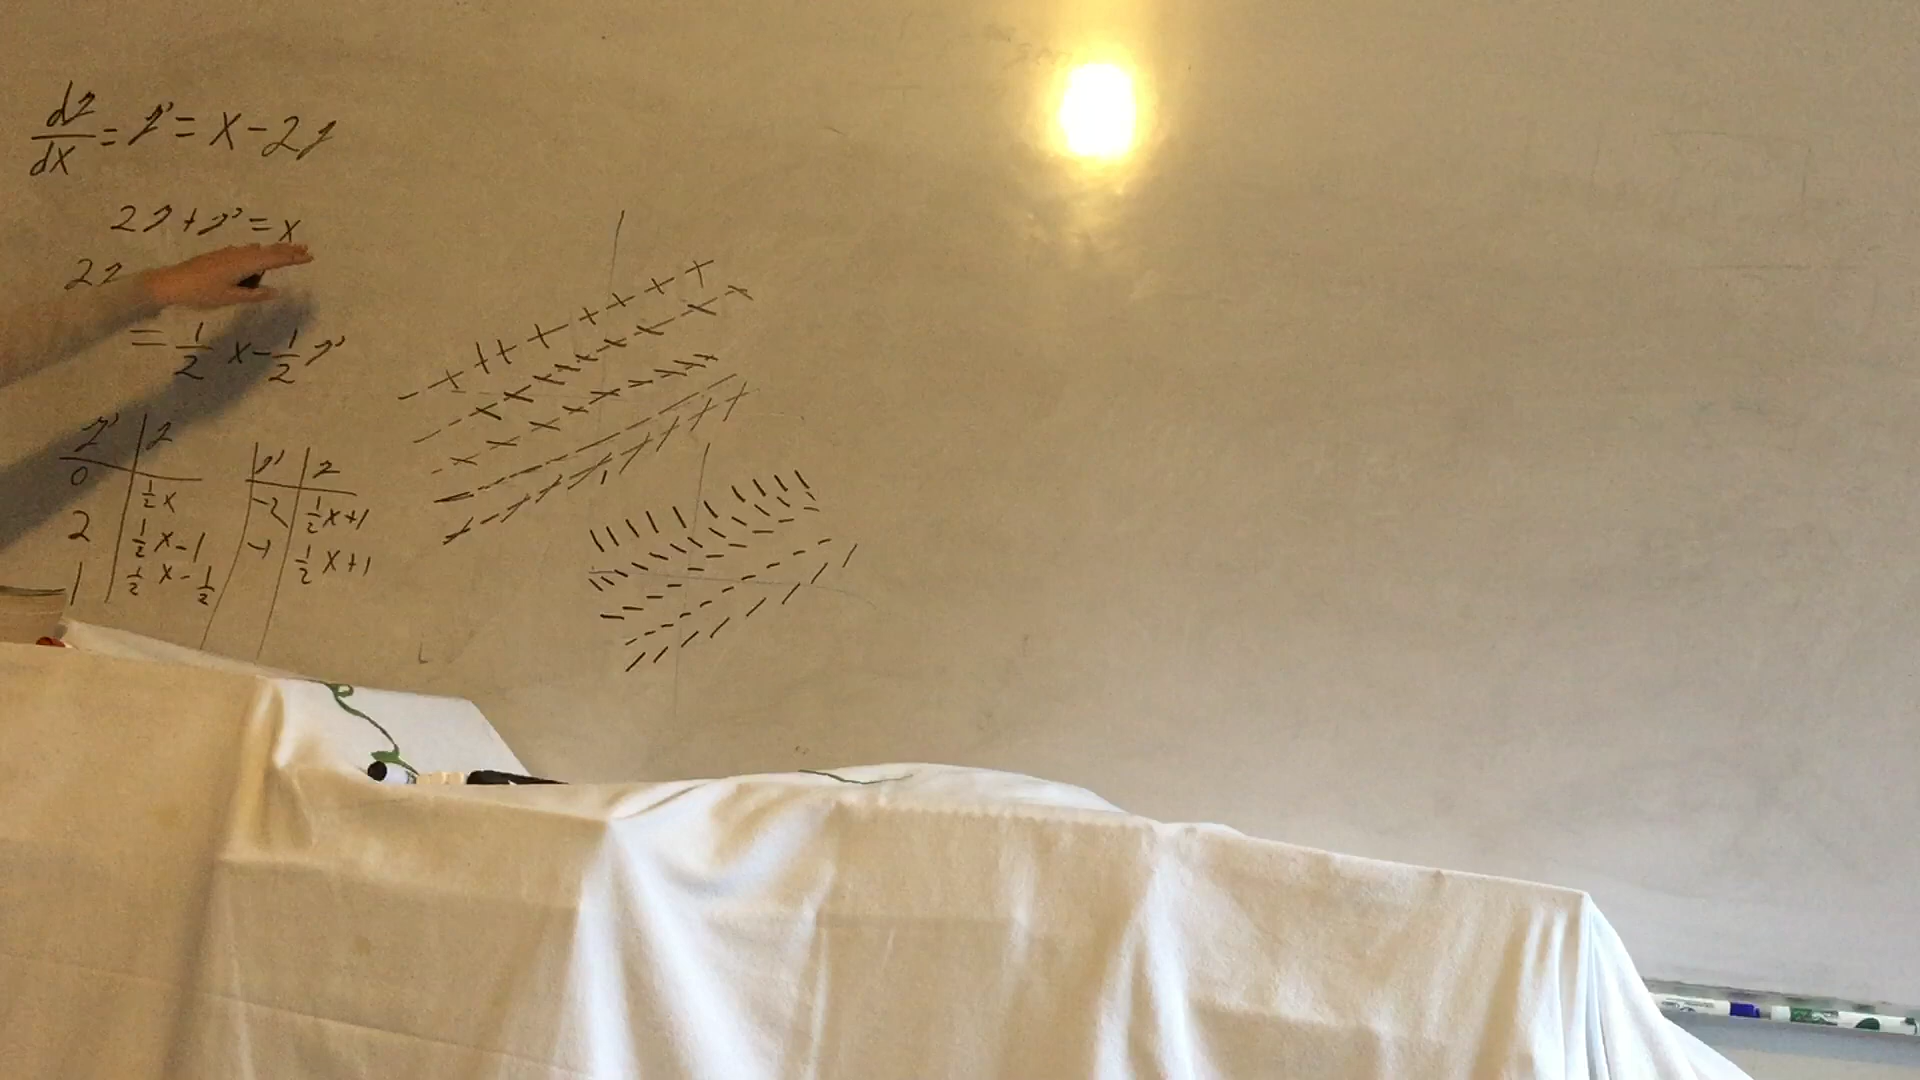 dy/dx = y' = x - 2y
2y + y' = x
2y
= 1/2 x - 1/2 y'
y' | y
0 | 1/2 x
2 | 1/2 x - 1
1 | 1/2 x - 1/2
y' | y
-2 | 1/2 x + 1
-1 | 1/2 x + 1